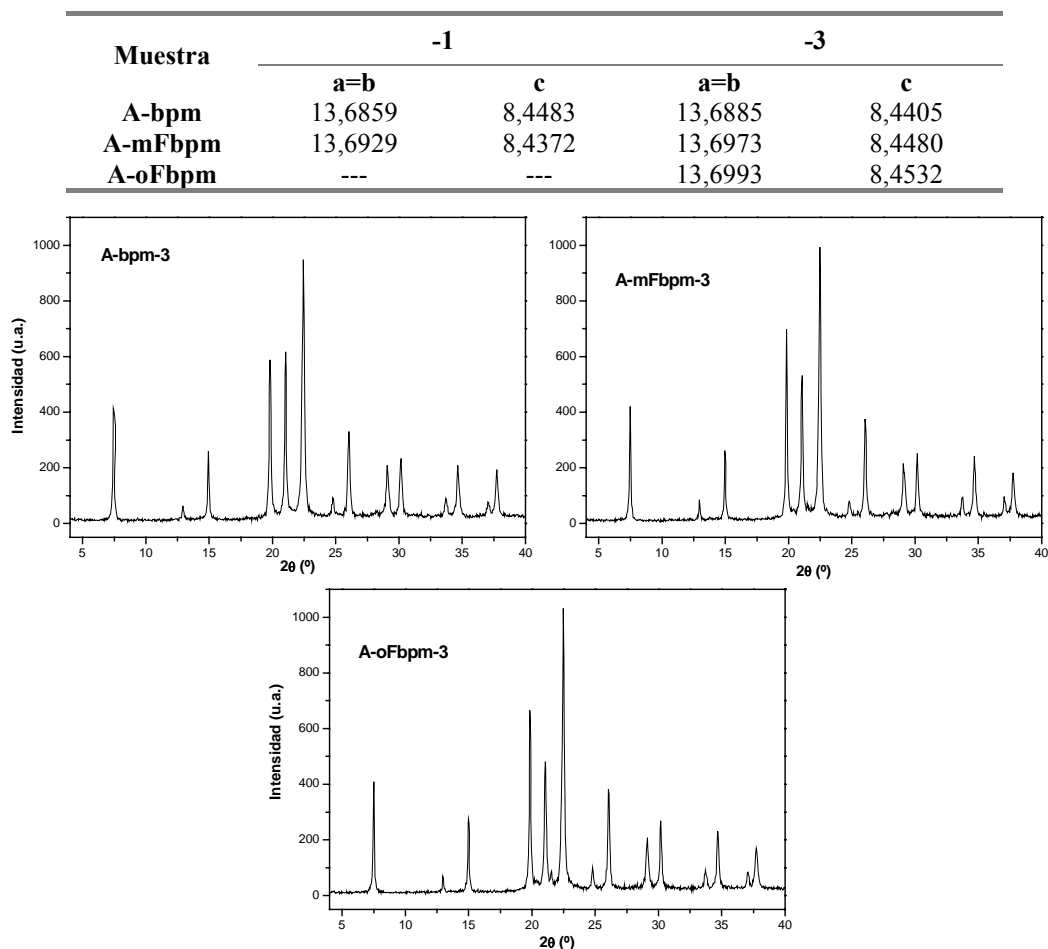 Muestra -1 -3
a=b c a=b c
A-bpm 13,6859 8,4483 13,6885 8,4405
A-mFbpm 13,6929 8,4372 13,6973 8,4480
A-oFbpm --- --- 13,6993 8,4532
A-bpm-3
Intensidad (u.a.)
1000
800
600
400
200
0
5 10 15 20 25 30 35 40
2θ (º)
A-mFbpm-3
1000
800
600
400
200
0
5 10 15 20 25 30 35 40
2θ (º)
A-oFbpm-3
Intensidad (u.a.)
1000
800
600
400
200
0
5 10 15 20 25 30 35 40
2θ (º)